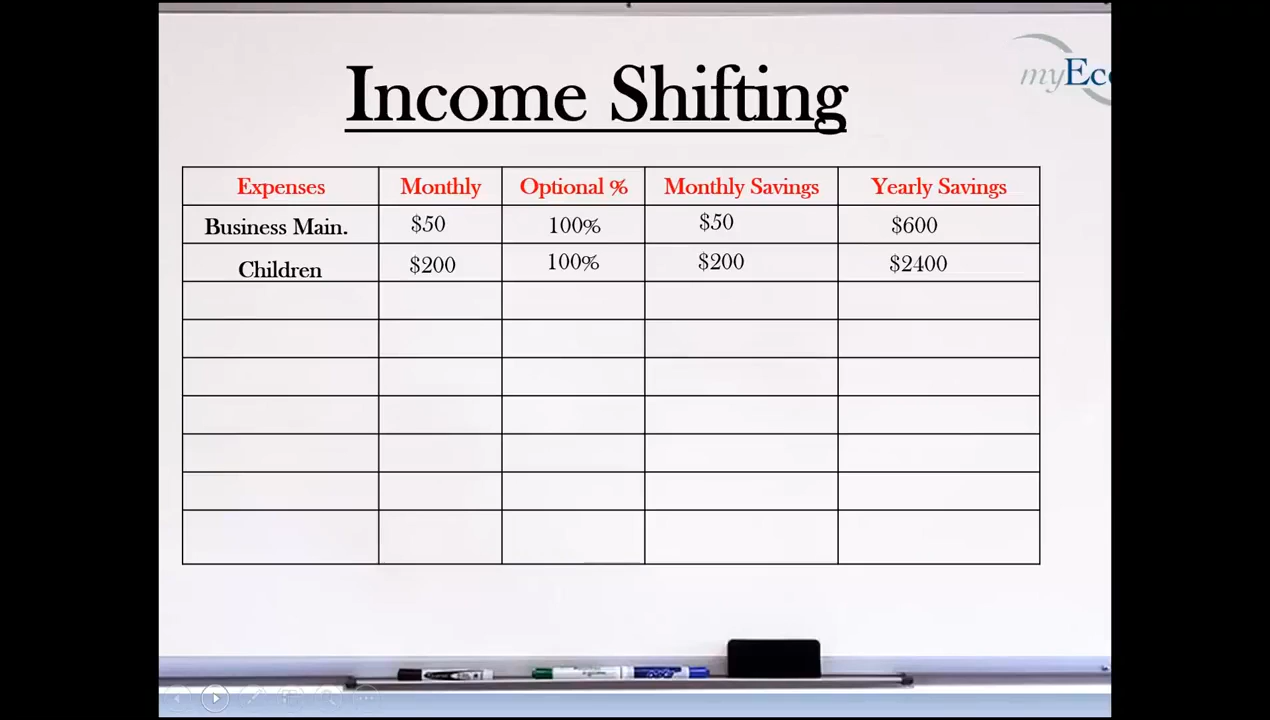 myEco
Income Shifting
Expenses Monthly Optional % Monthly Savings Yearly Savings
Business Main. $50 100% $50 $600
Children $200 100% $200 $2400